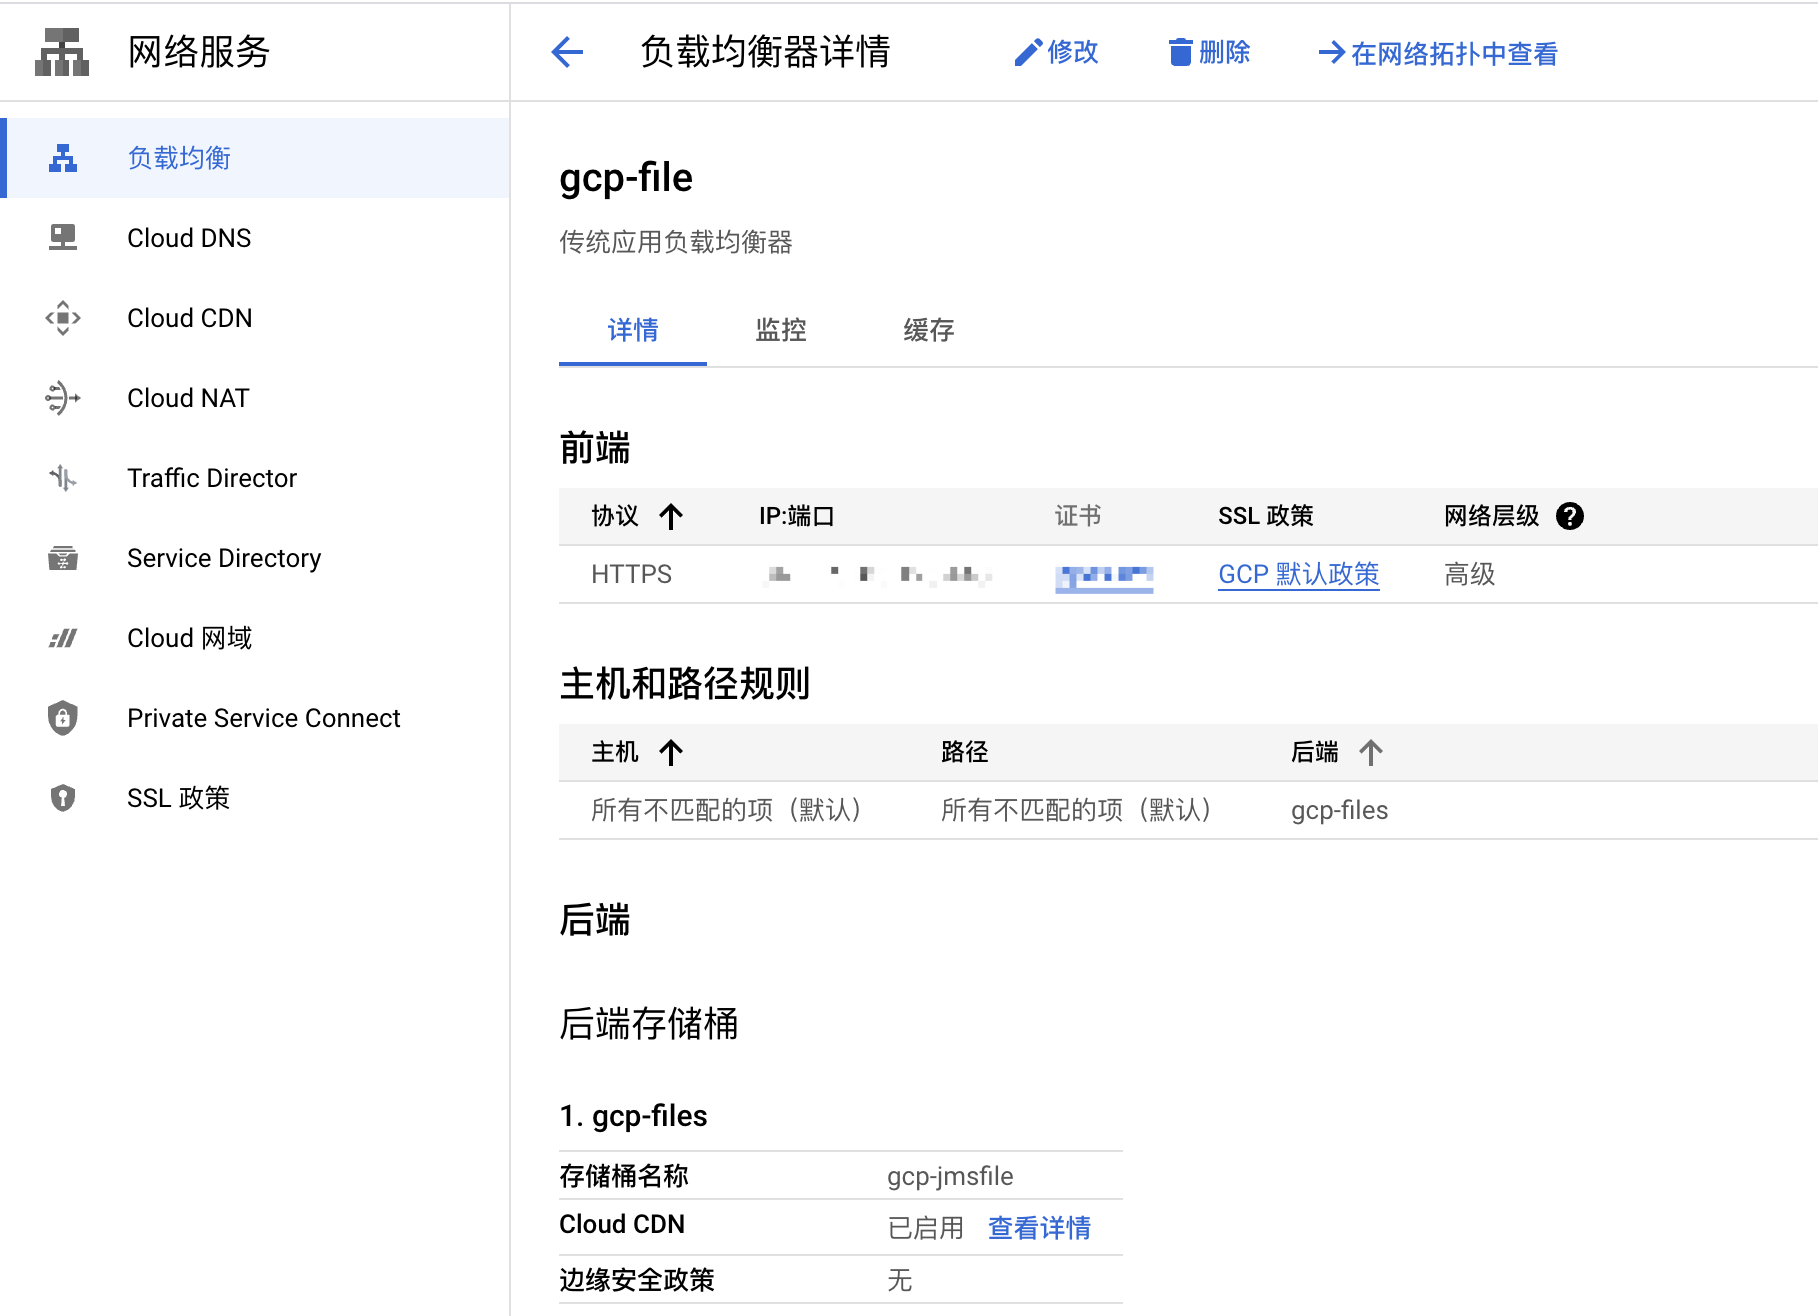 网络服务
负载均衡器详情
修改
删除
在网络拓扑中查看
负载均衡
Cloud DNS
Cloud CDN
Cloud NAT
Traffic Director
Service Directory
Cloud 网域
Private Service Connect
SSL 政策
gcp-file
传统应用负载均衡器
详情 监控 缓存
前端
协议 IP:端口 证书 SSL 政策 网络层级
HTTPS GCP 默认政策 高级
主机和路径规则
主机 路径 后端
所有不匹配的项（默认） 所有不匹配的项（默认） gcp-files
后端
后端存储桶
1. gcp-files
存储桶名称 gcp-jmsfile
Cloud CDN 已启用 查看详情
边缘安全政策 无